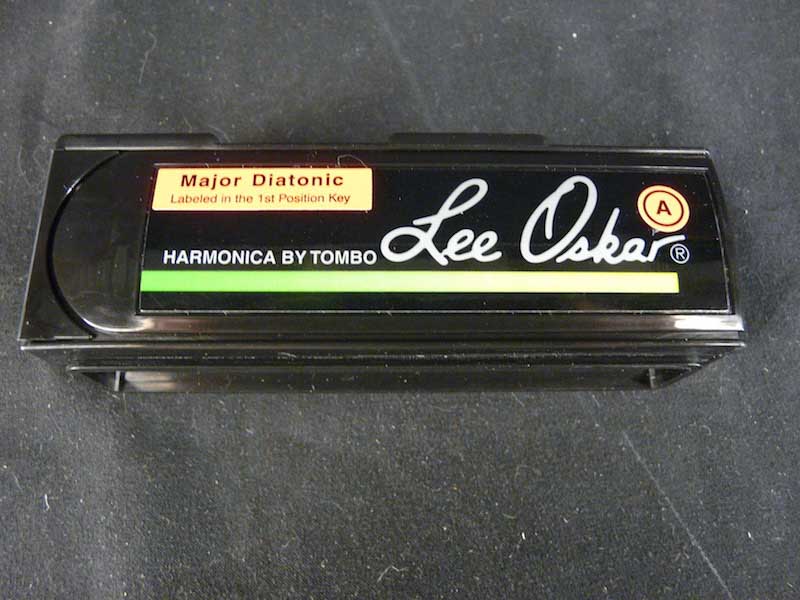 Major Diatonic
Labeled in the 1st Position Key
A
HARMONICA BY TOMBO Lee Oskar ®